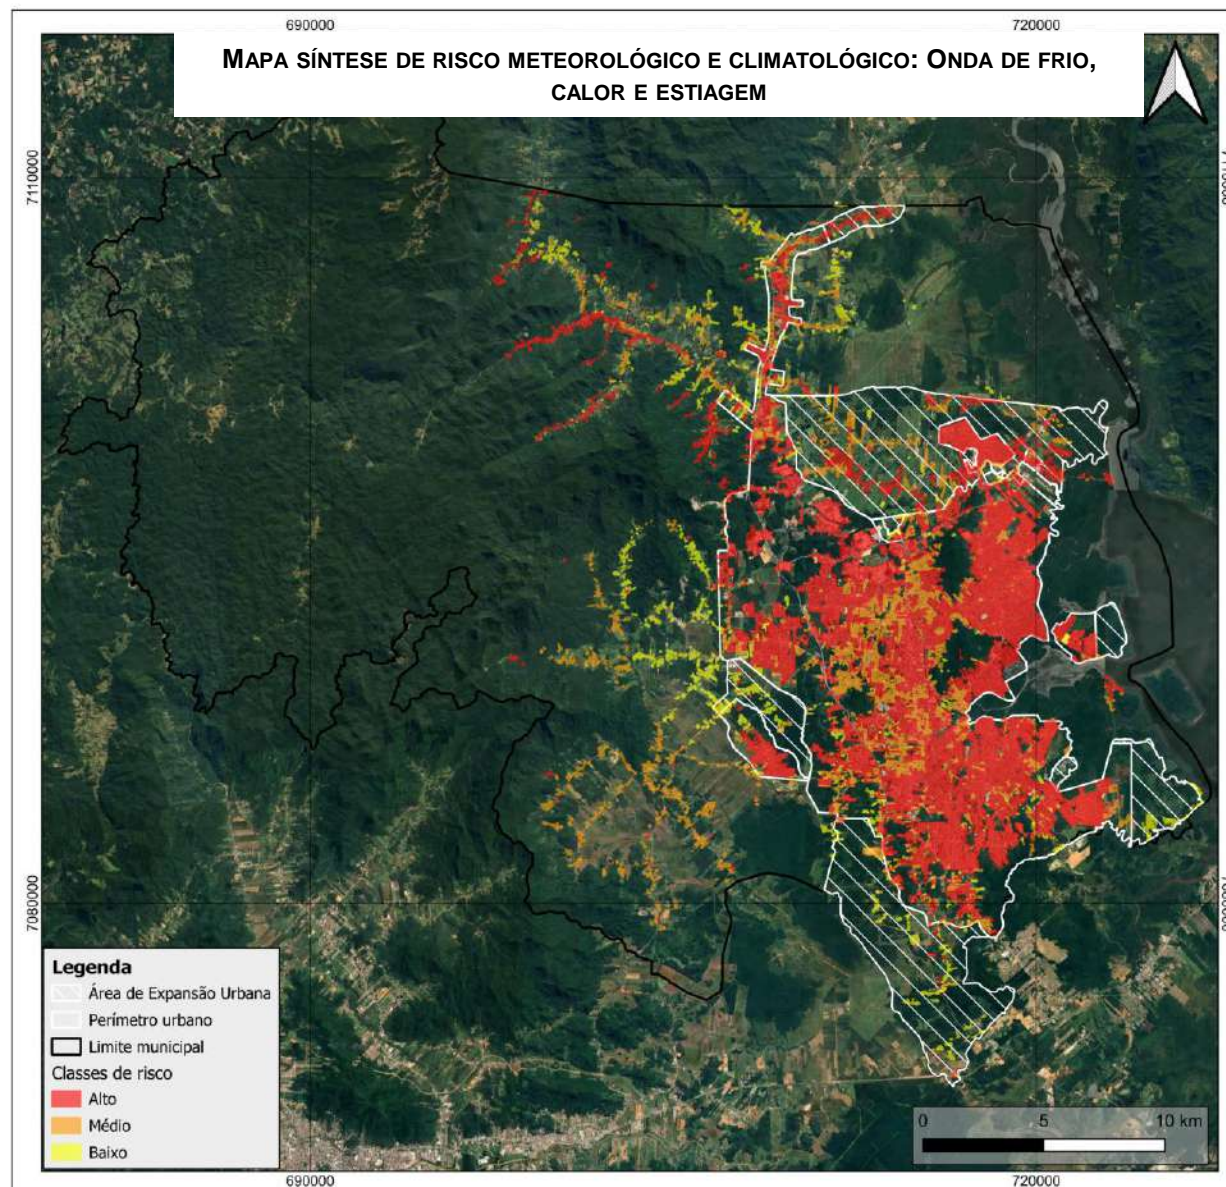 690000
720000
MAPA SÍNTESE DE RISCO METEOROLÓGICO E CLIMATOLÓGICO: ONDA DE FRIO,
CALOR E ESTIAGEM
7110000
7080000
Legenda
Área de Expansão Urbana
Perímetro urbano
Limite municipal
Classes de risco
Alto
Médio
Baixo
0 5 10 km
690000
720000